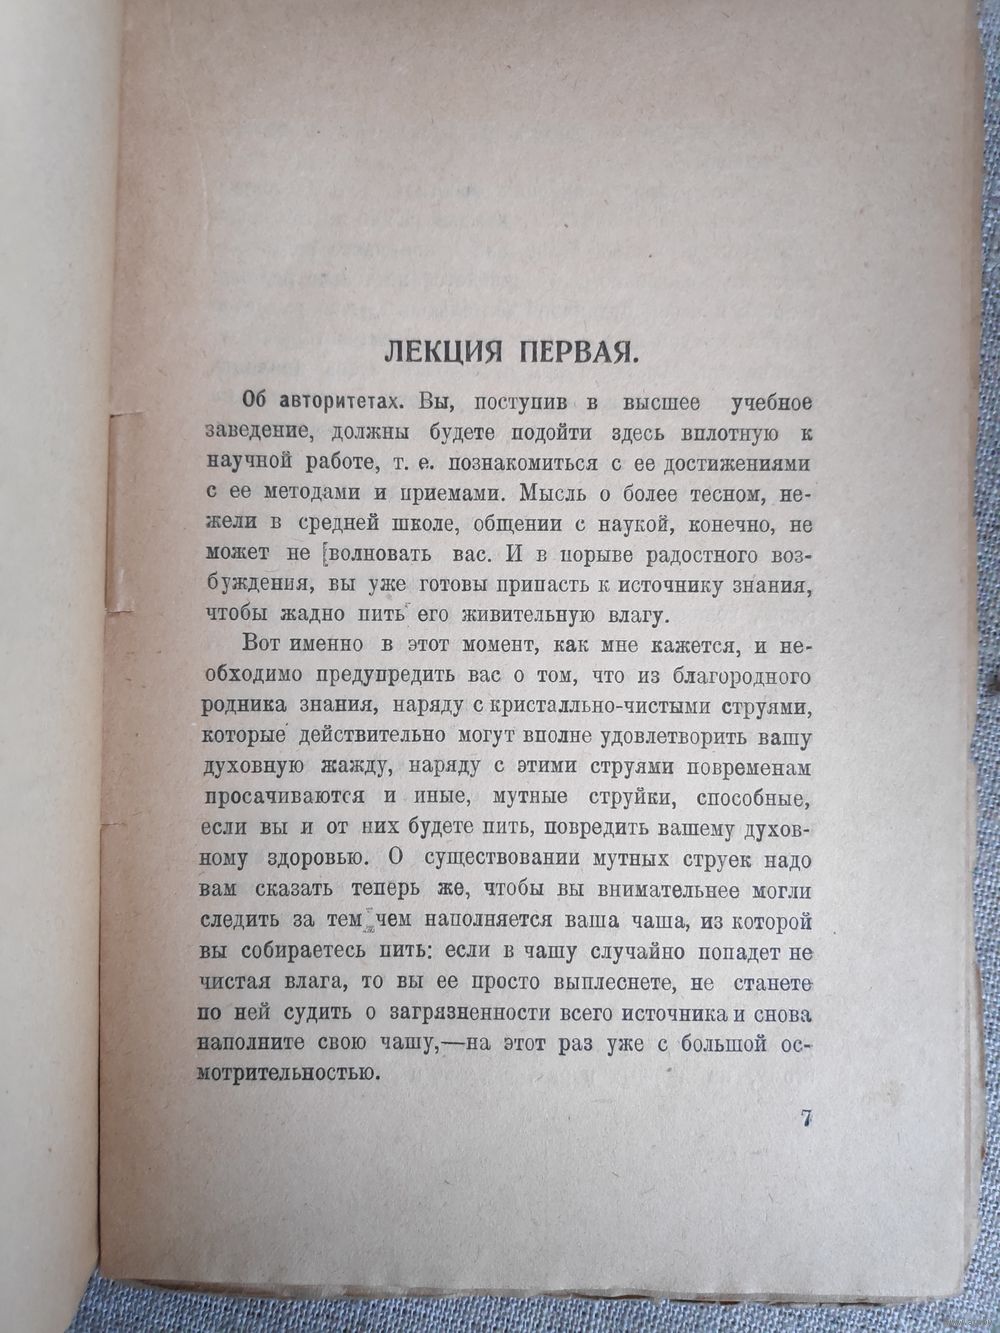 ЛЕКЦИЯ ПЕРВАЯ.
Об авторитетах. Вы, поступив в высшее учебное
заведение, должны будете подойти здесь вплотную к
научной работе, т. е. познакомиться с ее достижениями
с ее методами и приемами. Мысль о более тесном, не-
жели в средней школе, общении с наукой, конечно, не
может не [волновать вас. И в порыве радостного воз-
буждения, вы уже готовы припасть к источнику знания,
чтобы жадно пить его живительную влагу.
Вот именно в этот момент, как мне кажется, и не-
обходимо предупредить вас о том, что из благородного
родника знания, наряду с кристалльно-чистыми струями,
которые действительно могут вполне удовлетворить вашу
духовную жажду, наряду с этими струями повременам
просачиваются и иные, мутные струйки, способные,
если вы и от них будете пить, повредить вашему духов-
ному здоровью. О существовании мутных струек надо
вам сказать теперь же, чтобы вы внимательнее могли
следить за тем чем наполняется ваша чаша, из которой
вы собираетесь пить: если в чашу случайно попадет не
чистая влага, то вы ее просто выплеснете, не станете
по ней судить о загрязненности всего источника и снова
наполните свою чашу,—на этот раз уже с большой ос-
мотрительностью.
7